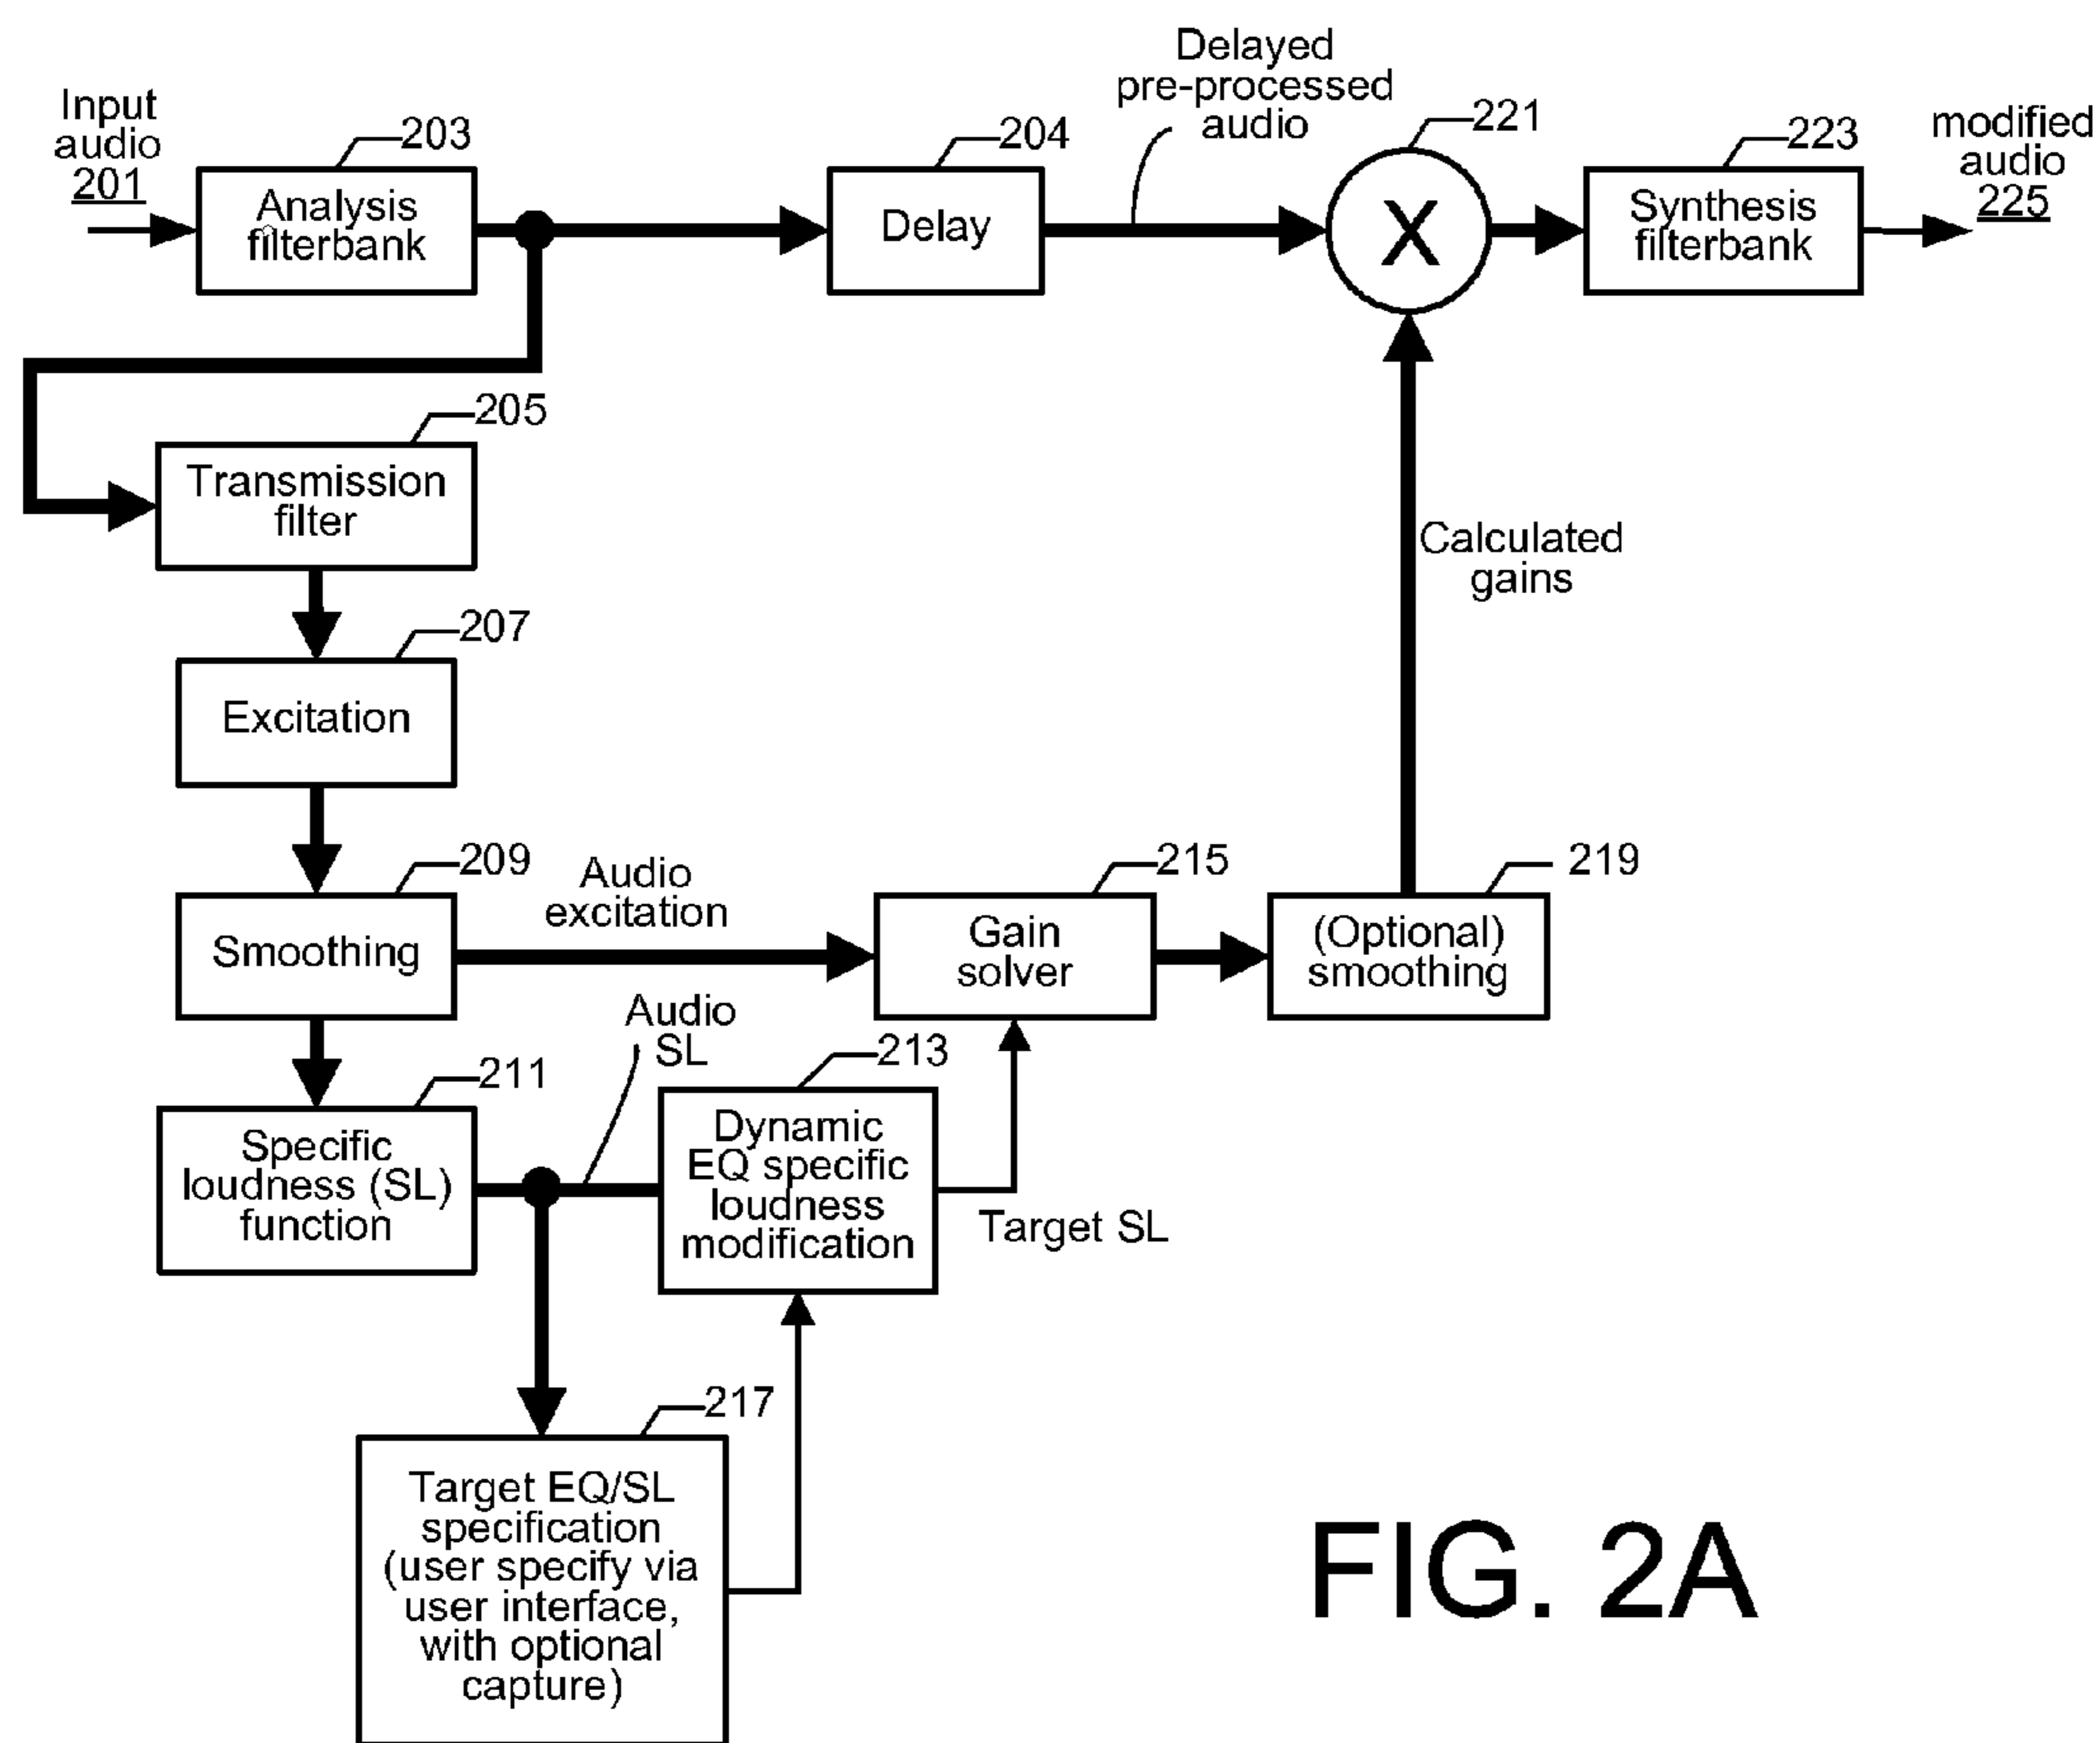 Delayed
pre-processed
audio
Input
audio
201
203
204
221
223
modified
audio
225
Analysis
filterbank
Delay
X
Synthesis
filterbank
205
Transmission
filter
Calculated
gains
207
Excitation
209
Audio
excitation
215
219
Smoothing
Gain
solver
(Optional)
smoothing
Audio
SL
213
211
Specific
loudness (SL)
function
Dynamic
EQ specific
loudness
modification
Target SL
217
Target EQ/SL
specification
(user specify via
user interface,
with optional
capture)
FIG. 2A